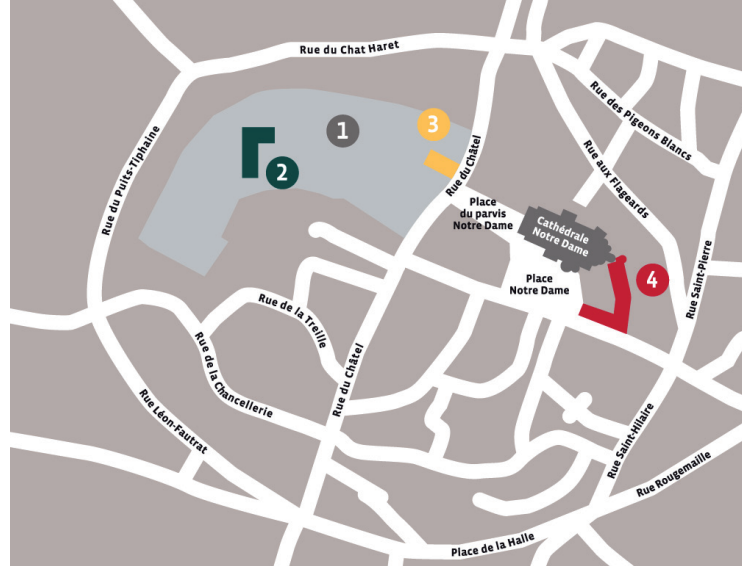 Rue du Chat Haret
Rue du Puits-Tiphaine
1
2
3
Rue du Châtel
Rue des Pigeons Blancs
Rue aux Flageards
Place
du parvis
Notre Dame
Cathédrale
Notre Dame
Place
Notre Dame
4
Rue Saint-Pierre
Rue de la Treille
Rue de la Chancellerie
Rue du Châtel
Rue Léon-Fautrat
Rue Saint-Hilaire
Rue Rougemaille
Place de la Halle